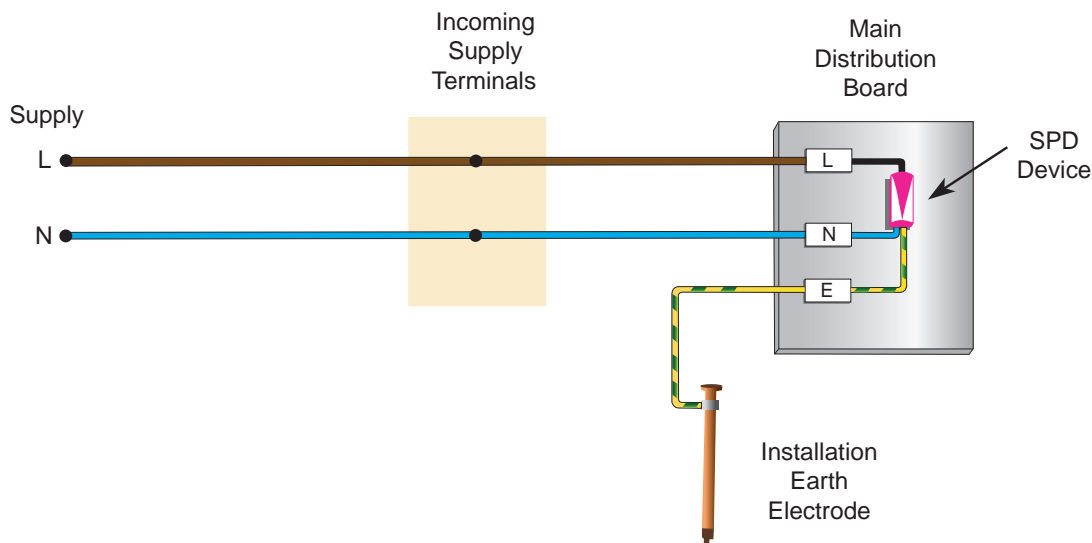 Incoming
Supply
Terminals
Main
Distribution
Board
Supply
SPD
Device
L
L
N
N
E
Installation
Earth
Electrode